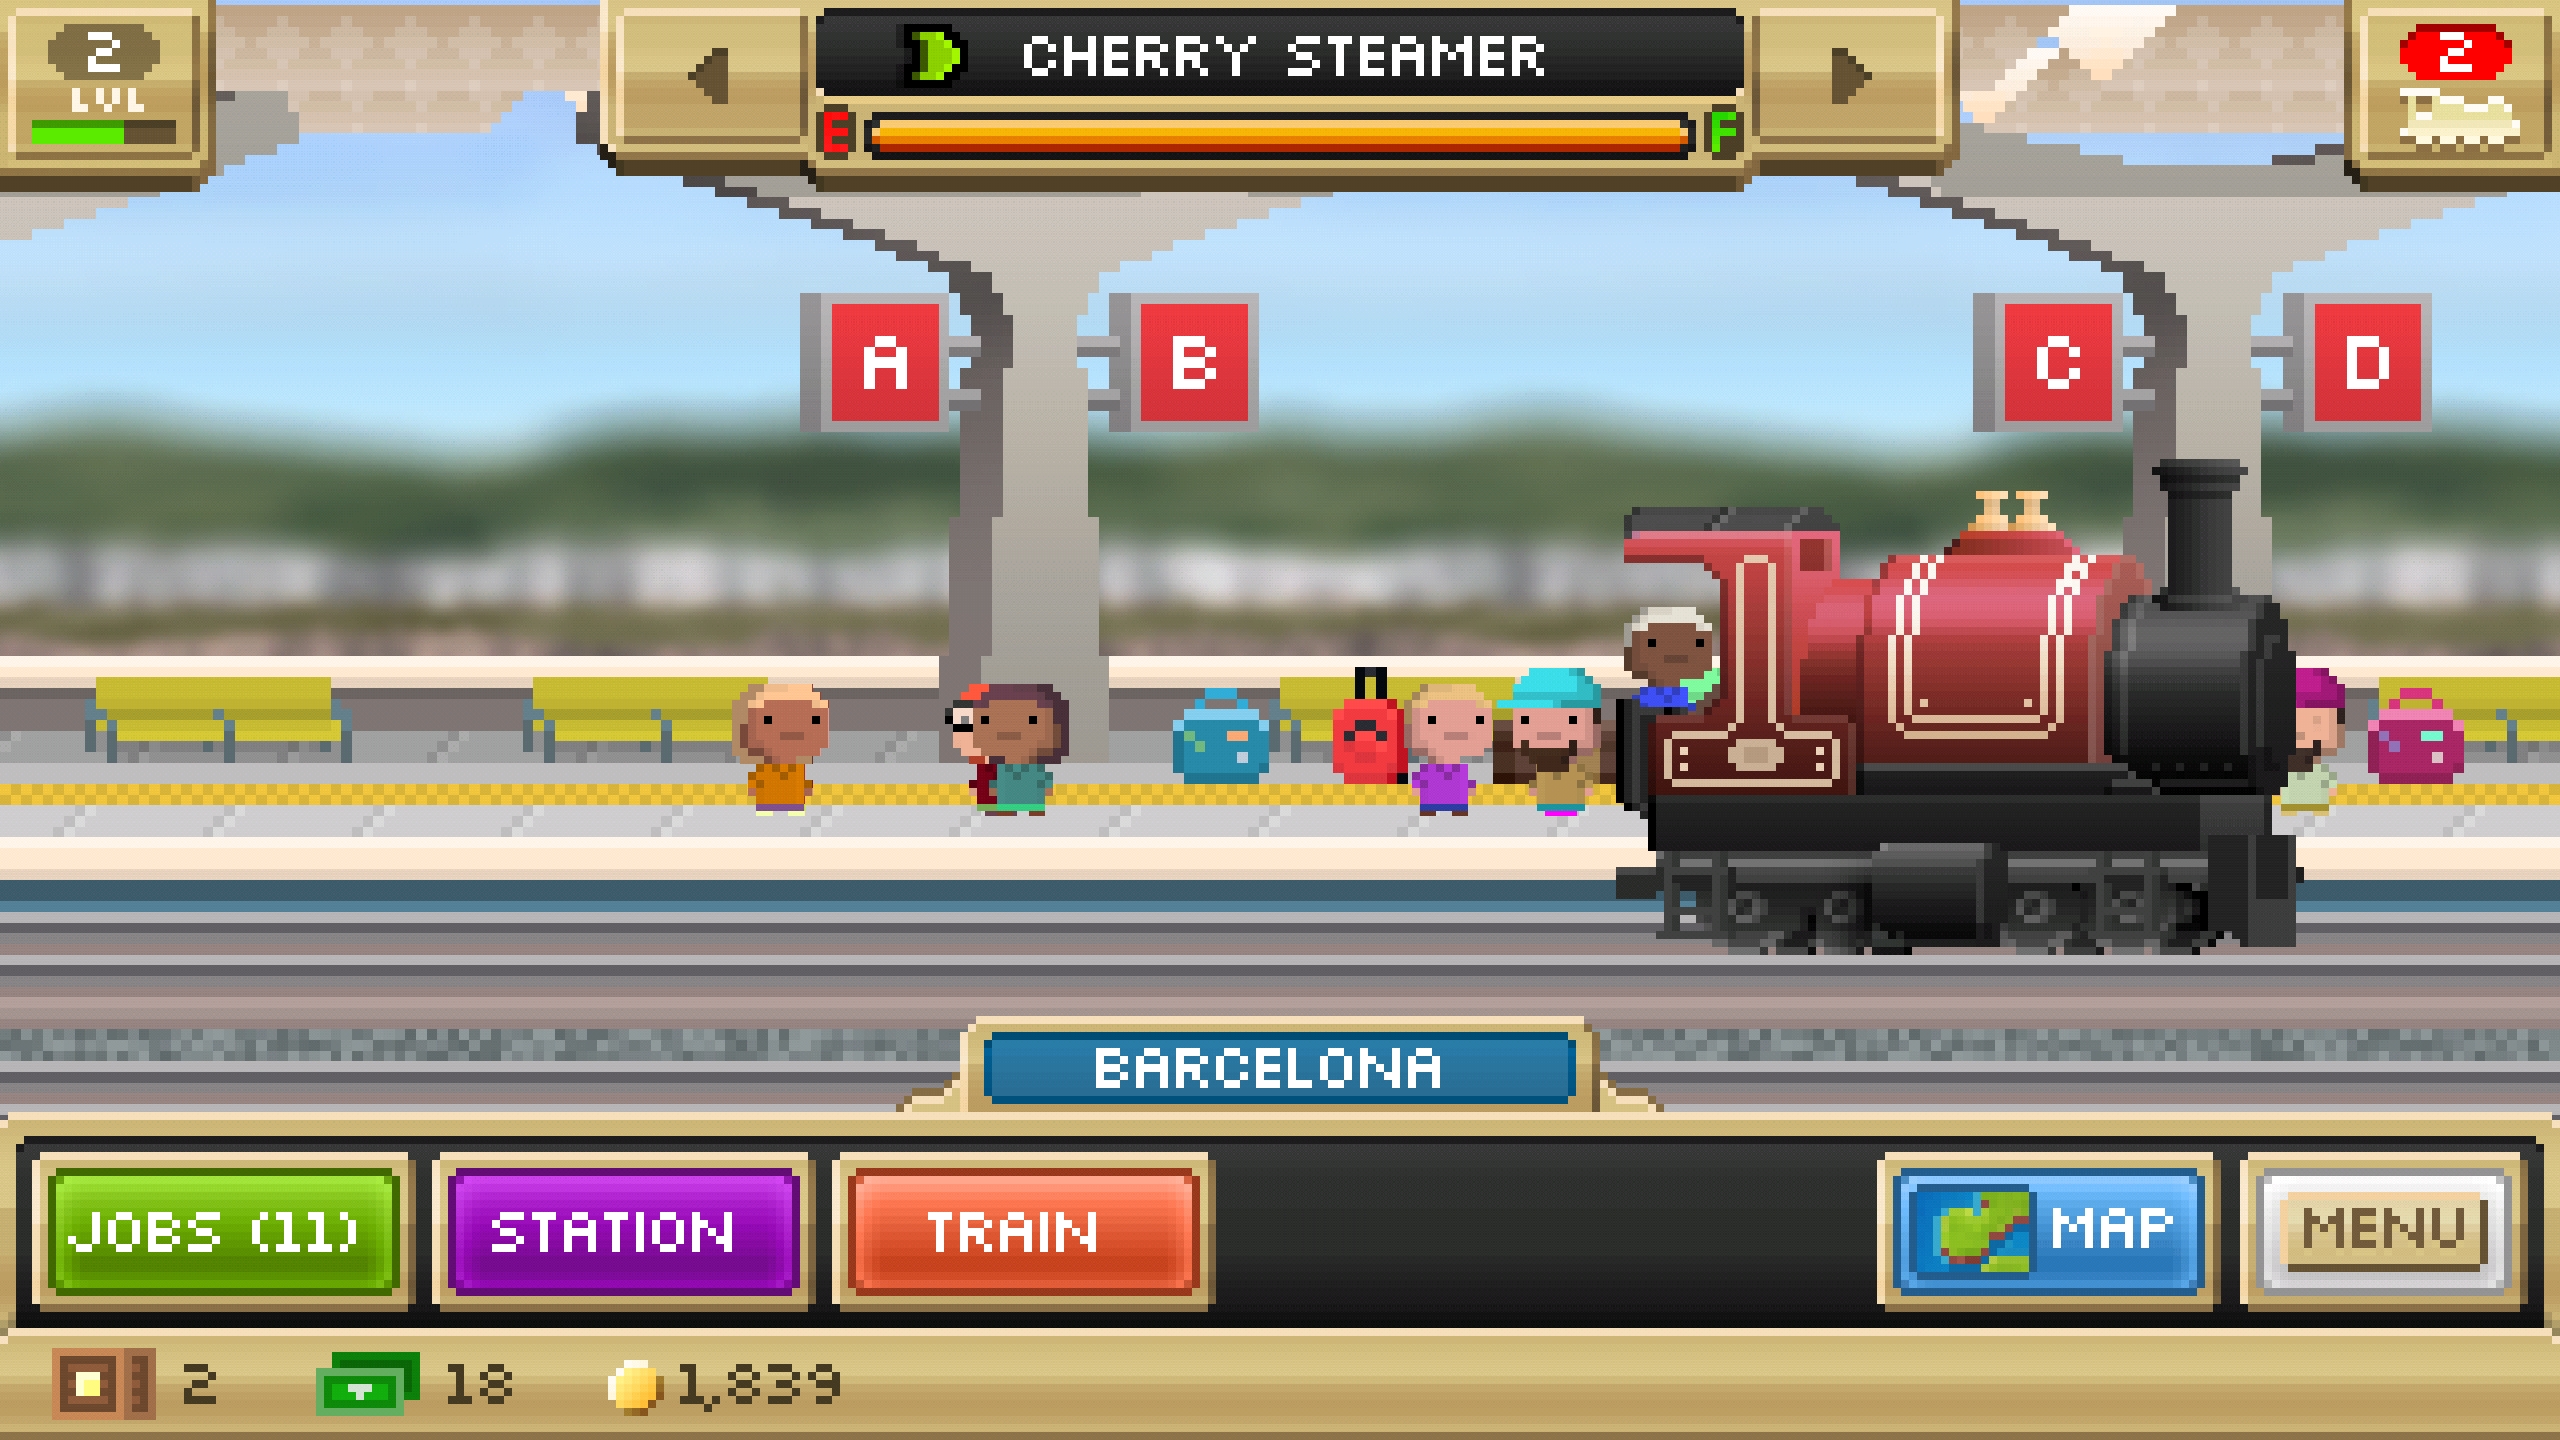 2
LVL
CHERRY STEAMER
E F
2
A B C D
BARCELONA
JOBS (11) STATION TRAIN MAP MENU
2 18 1,839